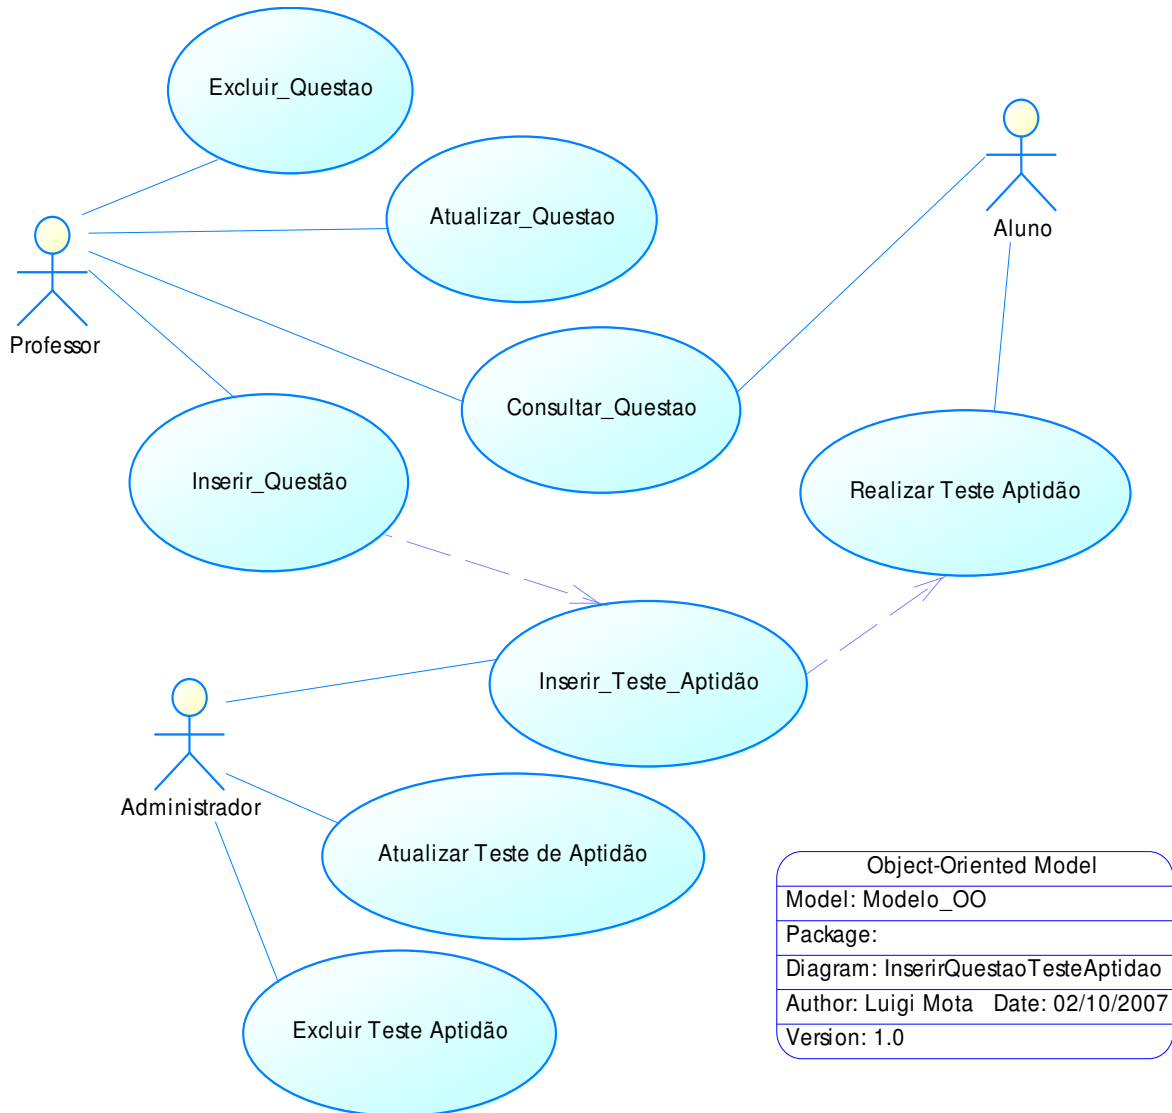 Excluir_Questao
Atualizar_Questao
Aluno
Professor
Consultar_Questao
Inserir_Questão
Realizar Teste Aptidão
Inserir_Teste_Aptidão
Administrador
Atualizar Teste de Aptidão
Excluir Teste Aptidão
Object-Oriented Model
Model: Modelo_OO
Package:
Diagram: InserirQuestaoTesteAptidao
Author: Luigi Mota Date: 02/10/2007
Version: 1.0